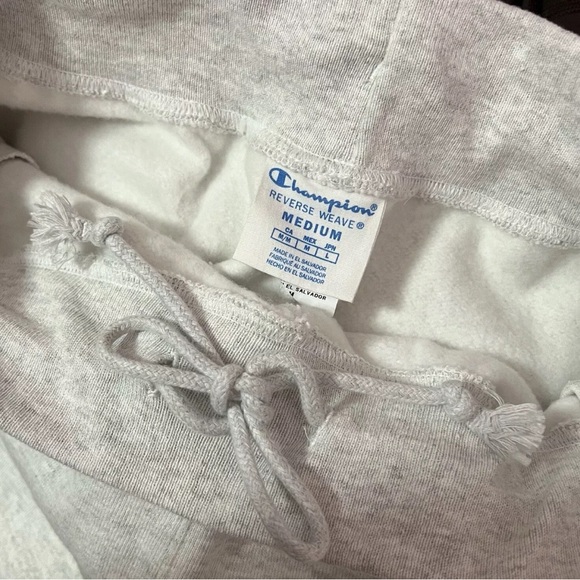 Champion®
REVERSE WEAVE®
MEDIUM
CA MEX JPN
M/M M L
MADE IN EL SALVADOR
FABRIQUÉ AU SALVADOR
HECHO EN EL SALVADOR
EL SALVADOR